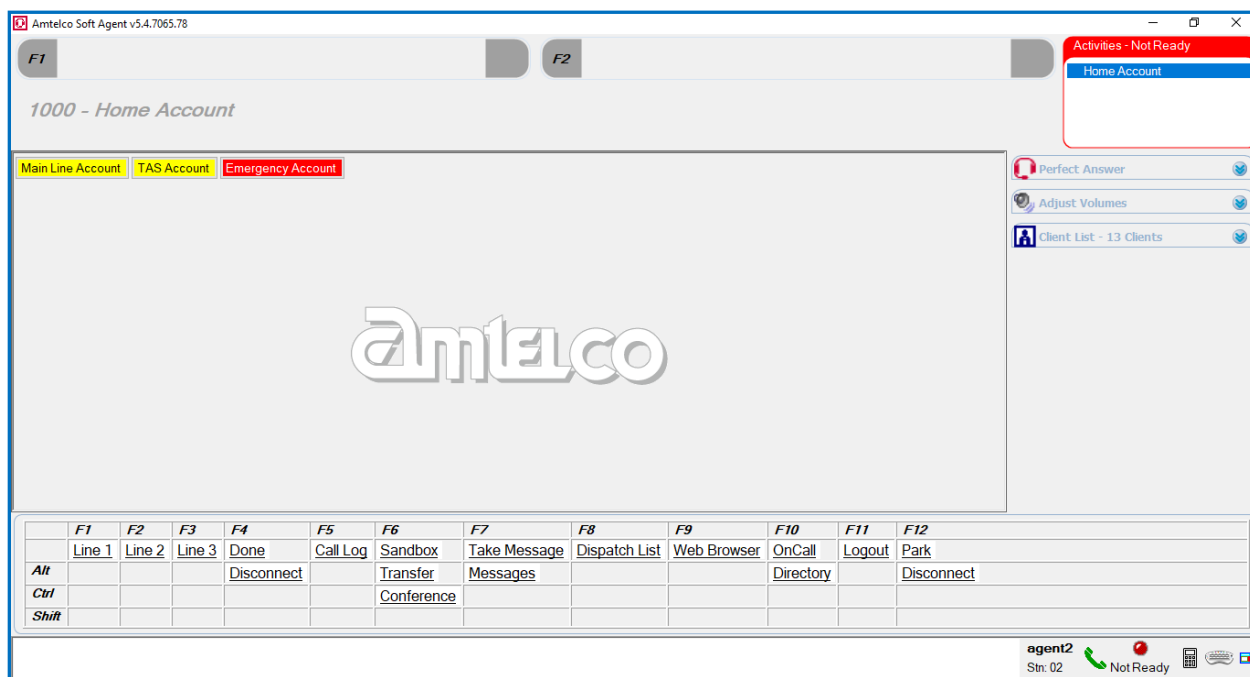 Amtelco Soft Agent v5.4.7065.78
F1 F2
Activities - Not Ready
Home Account
1000 - Home Account
Main Line Account TAS Account Emergency Account
Perfect Answer
Adjust Volumes
Client List - 13 Clients
amtelco
F1 F2 F3 F4 F5 F6 F7 F8 F9 F10 F11 F12
Line 1 Line 2 Line 3 Done Call Log Sandbox Take Message Dispatch List Web Browser OnCall Logout Park
Alt Disconnect Transfer Messages Directory Disconnect
Ctrl Conference
Shift
agent2
Stn: 02 Not Ready